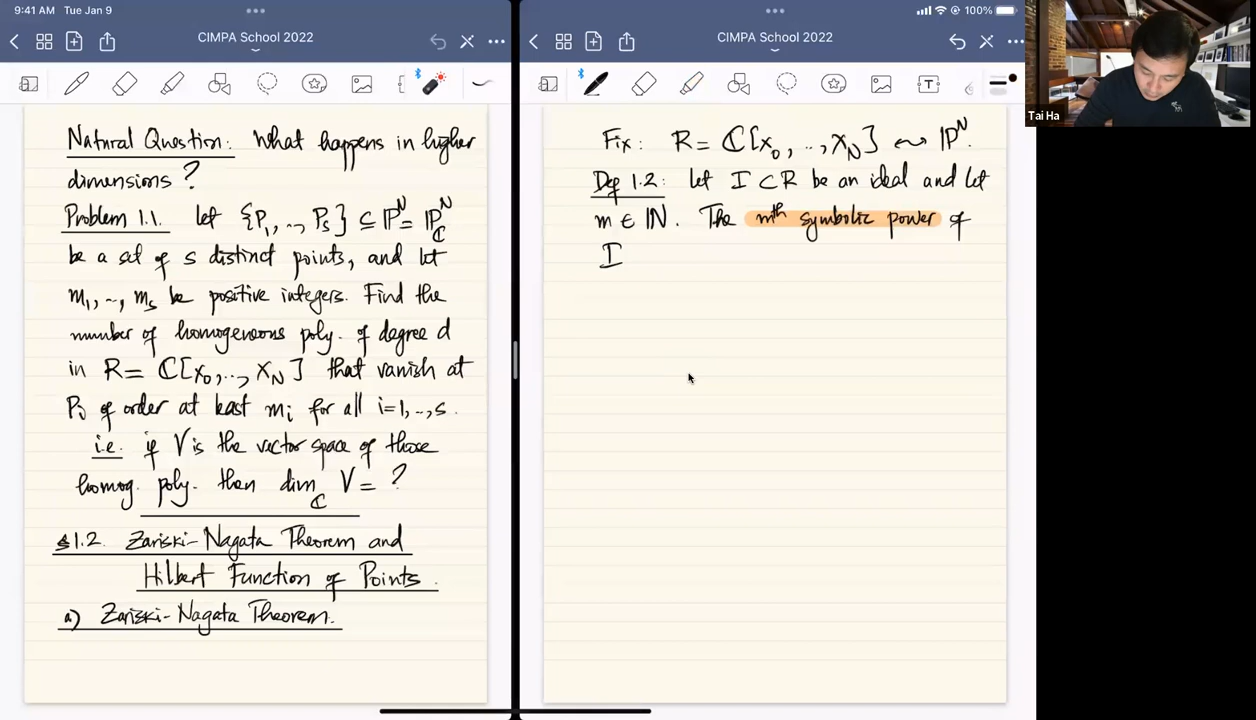 9:41 AM Tue Jan 9
100%
CIMPA School 2022
CIMPA School 2022
Natural Question: What happens in higher
dimensions?
Problem 1.1. Let {P₁, .., Pₛ} ⊆ ℙᴺ = ℙᴺ_ℂ
be a set of s distinct points, and let
m₁, .., mₛ be positive integers. Find the
number of homogeneous poly. of degree d
in R = ℂ[x₀, .., x_N] that vanish at
Pᵢ of order at least mᵢ for all i=1, .., s.
i.e. if V is the vector space of those
homog. poly. then dim_ℂ V = ?
§1.2. Zariski-Nagata Theorem and
Hilbert Function of Points.
a) Zariski-Nagata Theorem.
Fix: R = ℂ[x₀, .., x_N] ~> ℙᴺ.
Def 1.2: Let I ⊂ R be an ideal and let
m ∈ ℕ. The mth symbolic power of
I
Tai Ha